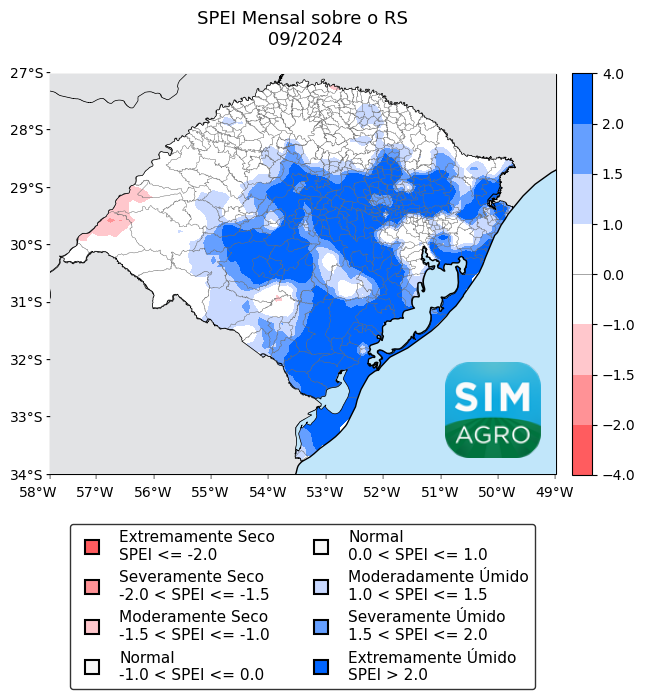 SPEI Mensal sobre o RS
09/2024
27°S
28°S
29°S
30°S
31°S
32°S
33°S
34°S
58°W 57°W 56°W 55°W 54°W 53°W 52°W 51°W 50°W 49°W
4.0
2.0
1.5
1.0
0.0
−1.0
−1.5
−2.0
−4.0
SIM
AGRO
Extremamente Seco
SPEI <= -2.0
Severamente Seco
-2.0 < SPEI <= -1.5
Moderamente Seco
-1.5 < SPEI <= -1.0
Normal
-1.0 < SPEI <= 0.0
Normal
0.0 < SPEI <= 1.0
Moderadamente Úmido
1.0 < SPEI <= 1.5
Severamente Úmido
1.5 < SPEI <= 2.0
Extremamente Úmido
SPEI > 2.0